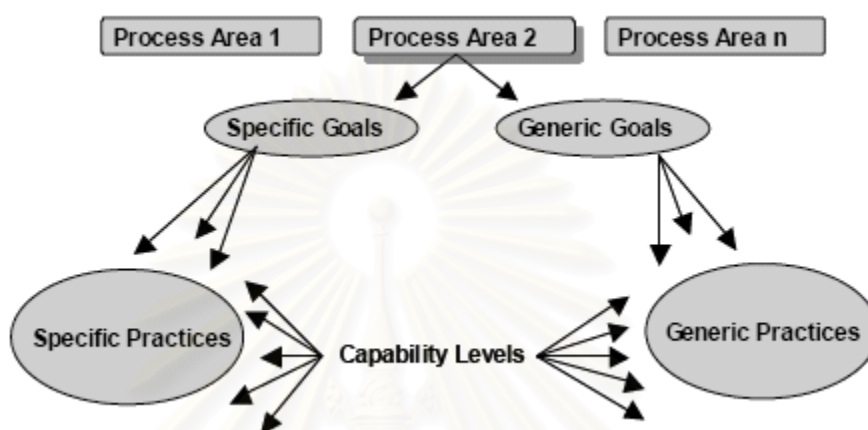 Process Area 1
Process Area 2
Process Area n
Specific Goals
Generic Goals
Specific Practices
Capability Levels
Generic Practices